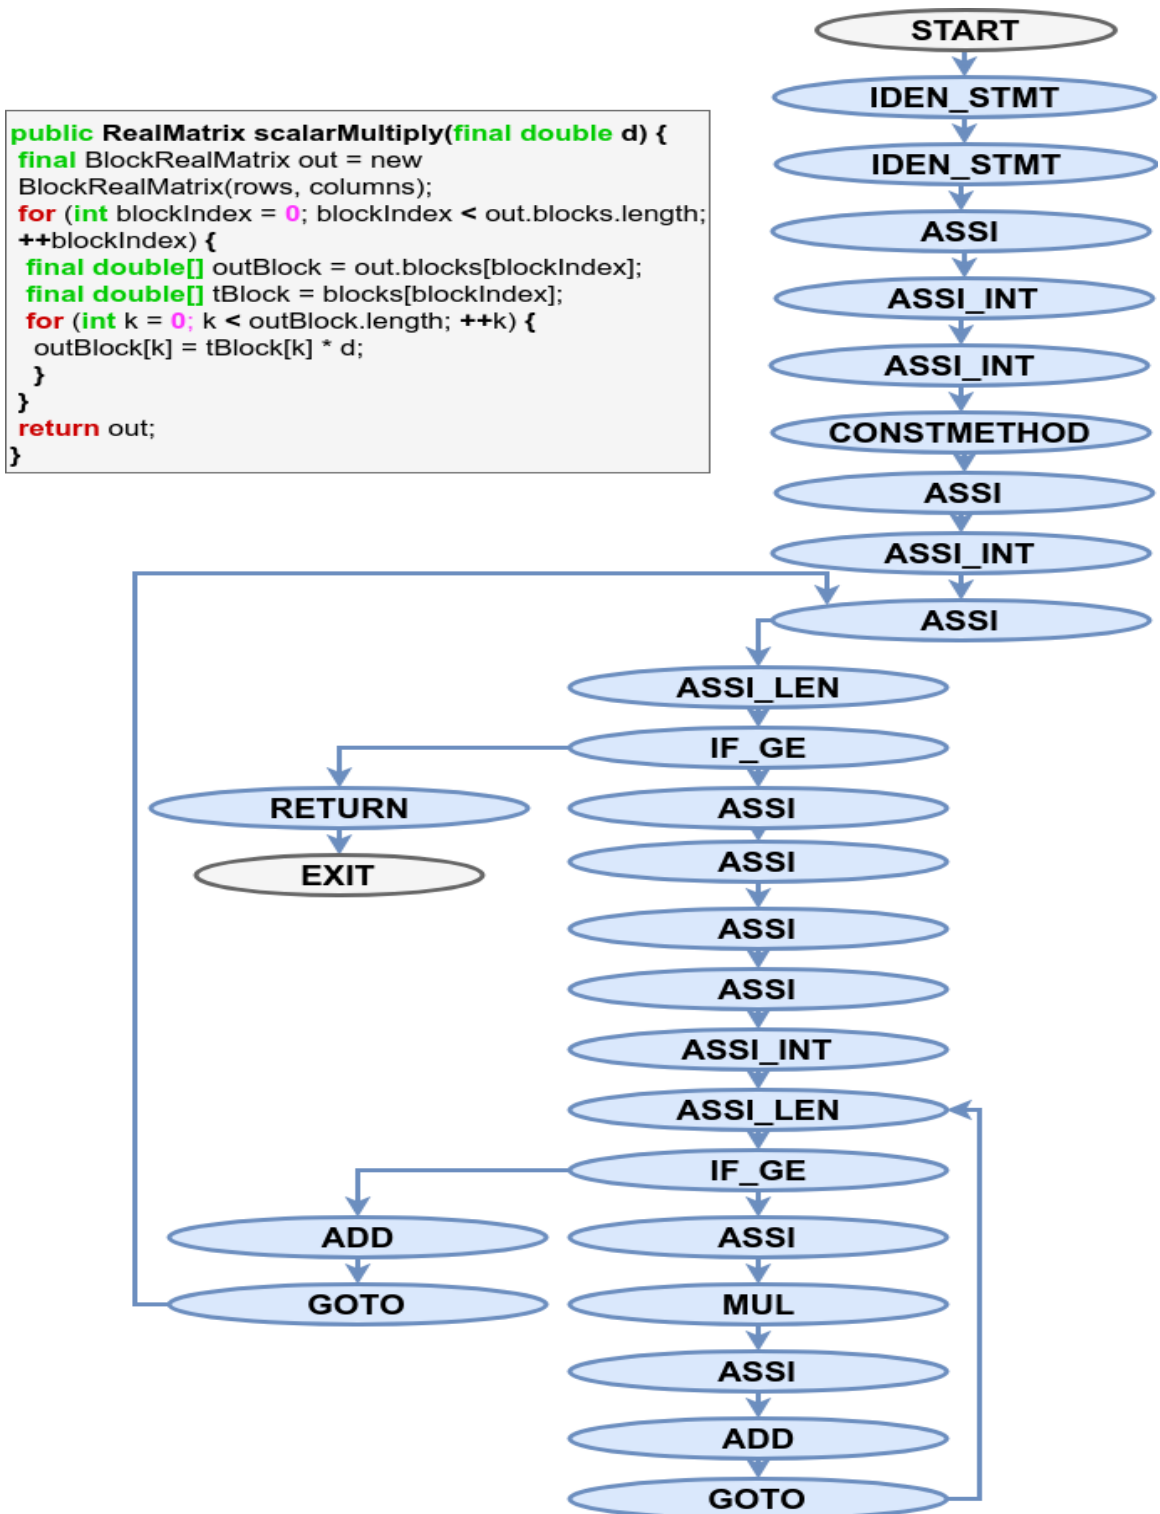 public RealMatrix scalarMultiply(final double d) {
final BlockRealMatrix out = new
BlockRealMatrix(rows, columns);
for (int blockIndex = 0; blockIndex < out.blocks.length;
++blockIndex) {
final double[] outBlock = out.blocks[blockIndex];
final double[] tBlock = blocks[blockIndex];
for (int k = 0; k < outBlock.length; ++k) {
outBlock[k] = tBlock[k] * d;
}
}
return out;
}
START
IDEN_STMT
IDEN_STMT
ASSI
ASSI_INT
ASSI_INT
CONSTMETHOD
ASSI
ASSI_INT
ASSI
ASSI_LEN
IF_GE
RETURN
EXIT
ASSI
ASSI
ASSI
ASSI
ASSI_INT
ASSI_LEN
IF_GE
ADD
GOTO
ASSI
MUL
ASSI
ADD
GOTO